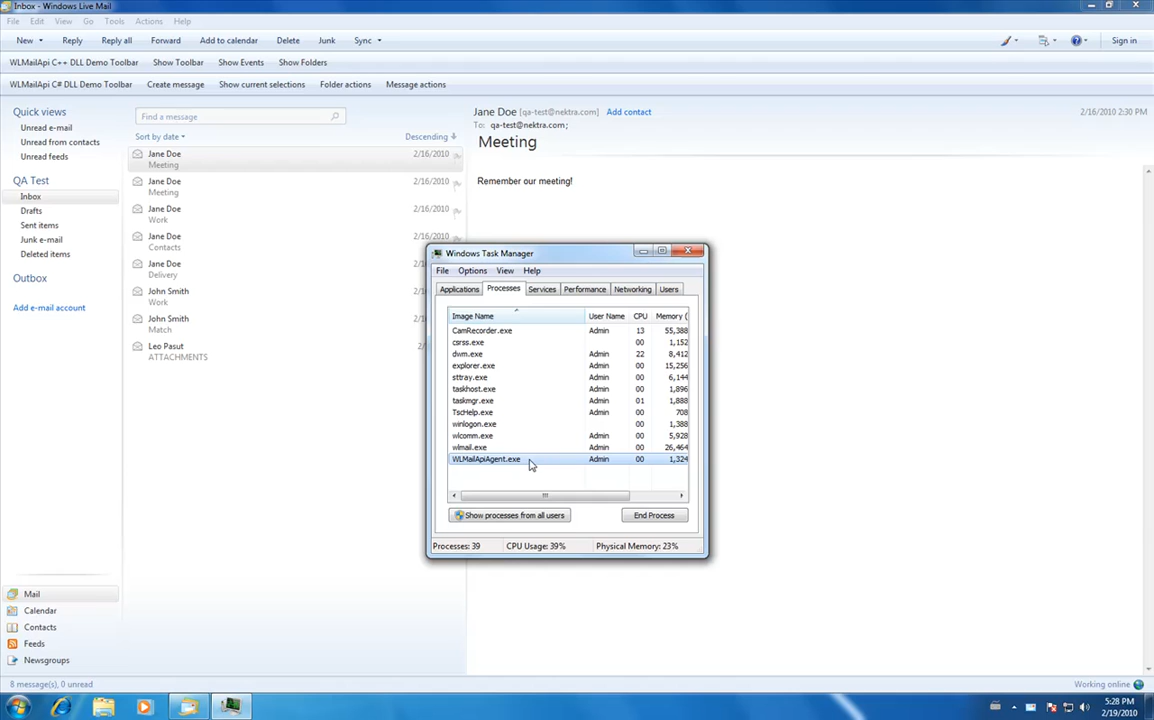 Inbox - Windows Live Mail
File Edit View Go Tools Actions Help
New Reply Reply all Forward Add to calendar Delete Junk Sync Sign in
WLMailApi C++ DLL Demo Toolbar Show Toolbar Show Events Show Folders
WLMailApi C# DLL Demo Toolbar Create message Show current selections Folder actions Message actions
Quick views
Unread e-mail
Unread from contacts
Unread feeds
QA Test
Inbox
Drafts
Sent items
Junk e-mail
Deleted items
Outbox
Add e-mail account
Mail
Calendar
Contacts
Feeds
Newsgroups
Find a message
Sort by date Descending
Jane Doe 2/16/2010
Meeting
Jane Doe 2/16/2010
Meeting
Jane Doe 2/16/2010
Work
Jane Doe 2/16/2010
Contacts
Jane Doe
Delivery
John Smith
Work
John Smith
Match
Leo Pasut 2/
ATTACHMENTS
Jane Doe [qa-test@nektra.com] Add contact 2/16/2010 2:30 PM
To: qa-test@nektra.com;
Meeting
Remember our meeting!
Windows Task Manager
File Options View Help
Applications Processes Services Performance Networking Users
Image Name User Name CPU Memory (
CamRecorder.exe Admin 13 55,388
csrss.exe 00 1,152
dwm.exe Admin 22 8,412
explorer.exe Admin 00 15,256
sttray.exe Admin 00 6,144
taskhost.exe Admin 00 1,896
taskmgr.exe Admin 01 1,888
TscHelp.exe Admin 00 708
winlogon.exe 00 1,388
wlcomm.exe Admin 00 5,928
wlmail.exe Admin 00 26,464
WLMailApiAgent.exe Admin 00 1,324
Show processes from all users End Process
Processes: 39 CPU Usage: 39% Physical Memory: 23%
8 message(s), 0 unread Working online
5:28 PM
2/19/2010